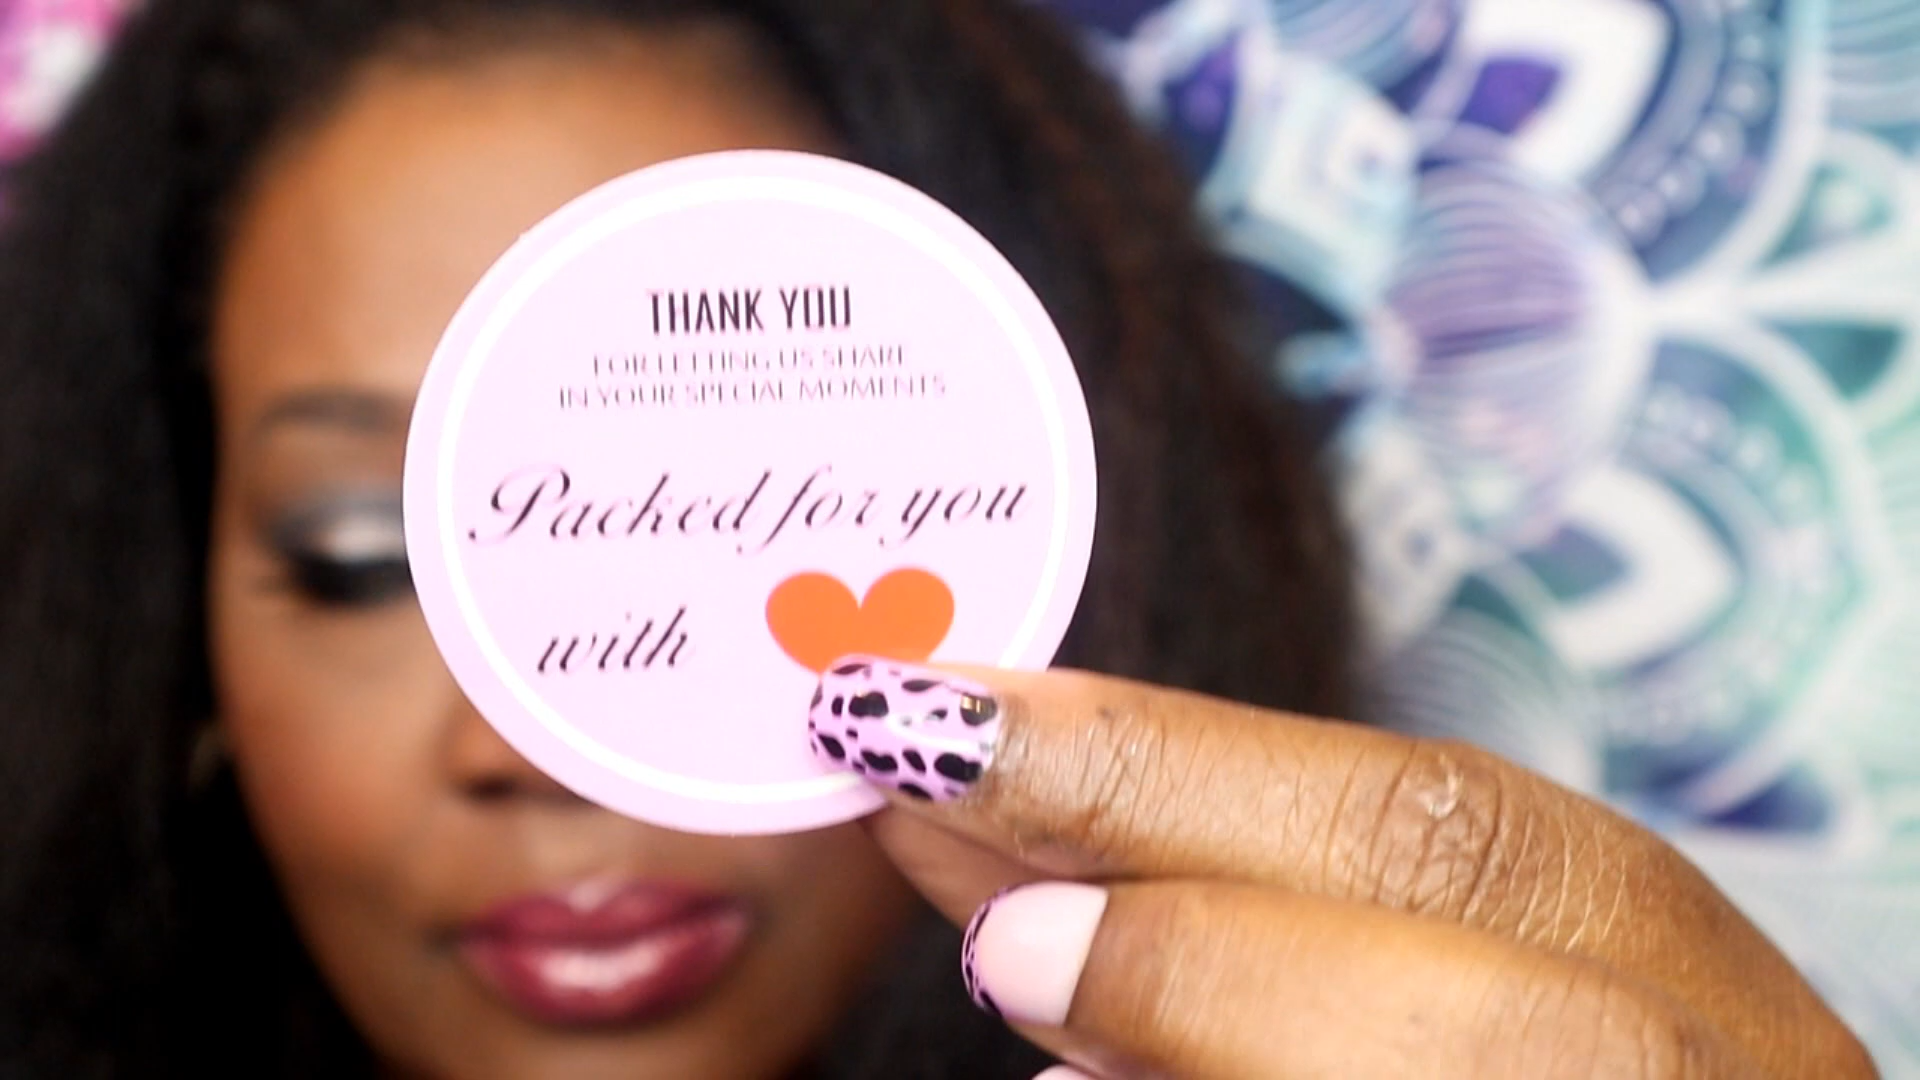 THANK YOU
FOR LETTING US SHARE
IN YOUR SPECIAL MOMENTS
Packed for you
with